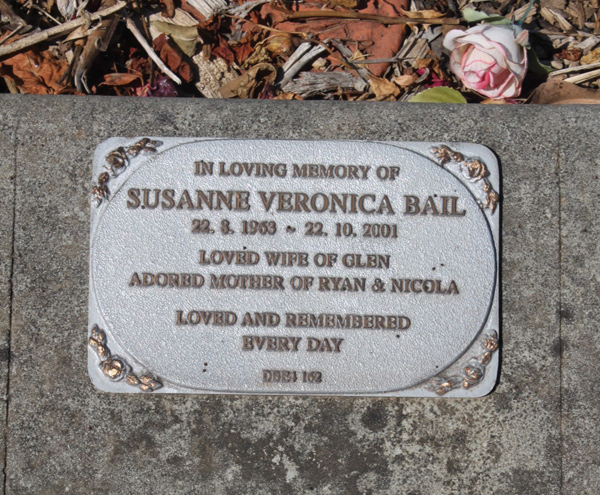 IN LOVING MEMORY OF
SUSANNE VERONICA BAIL
22. 8. 1963 ~ 22. 10. 2001
LOVED WIFE OF GLEN
ADORED MOTHER OF RYAN & NICOLA
LOVED AND REMEMBERED
EVERY DAY
162